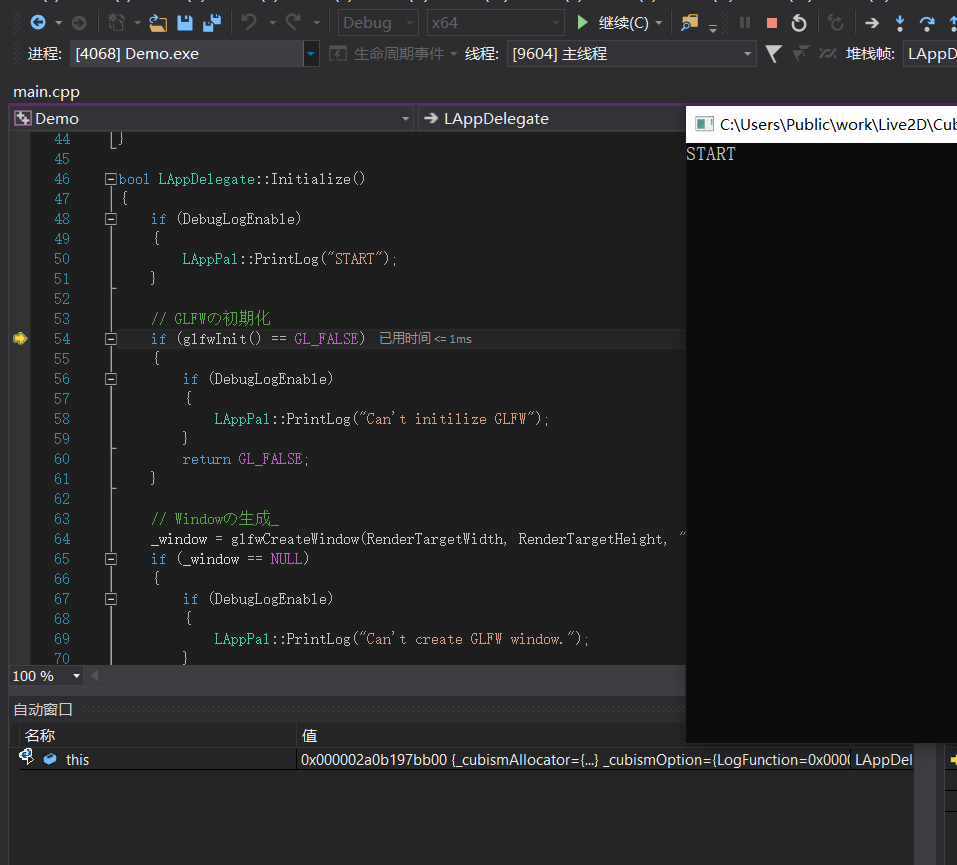 Debug x64 继续(C)
进程: [4068] Demo.exe 生命周期事件 线程: [9604] 主线程 堆栈帧: LAppD
main.cpp
Demo LAppDelegate
C:\Users\Public\work\Live2D\Cub
START
44 }
45
46 bool LAppDelegate::Initialize()
47 {
48 if (DebugLogEnable)
49 {
50 LAppPal::PrintLog("START");
51 }
52
53 // GLFWの初期化
54 if (glfwInit() == GL_FALSE) 已用时间 <= 1ms
55 {
56 if (DebugLogEnable)
57 {
58 LAppPal::PrintLog("Can't initilize GLFW");
59 }
60 return GL_FALSE;
61 }
62
63 // Windowの生成_
64 _window = glfwCreateWindow(RenderTargetWidth, RenderTargetHeight, "
65 if (_window == NULL)
66 {
67 if (DebugLogEnable)
68 {
69 LAppPal::PrintLog("Can't create GLFW window.");
70 }
100 %
自动窗口
名称 值
this 0x000002a0b197bb00 {_cubismAllocator={...} _cubismOption={LogFunction=0x000 LAppDel